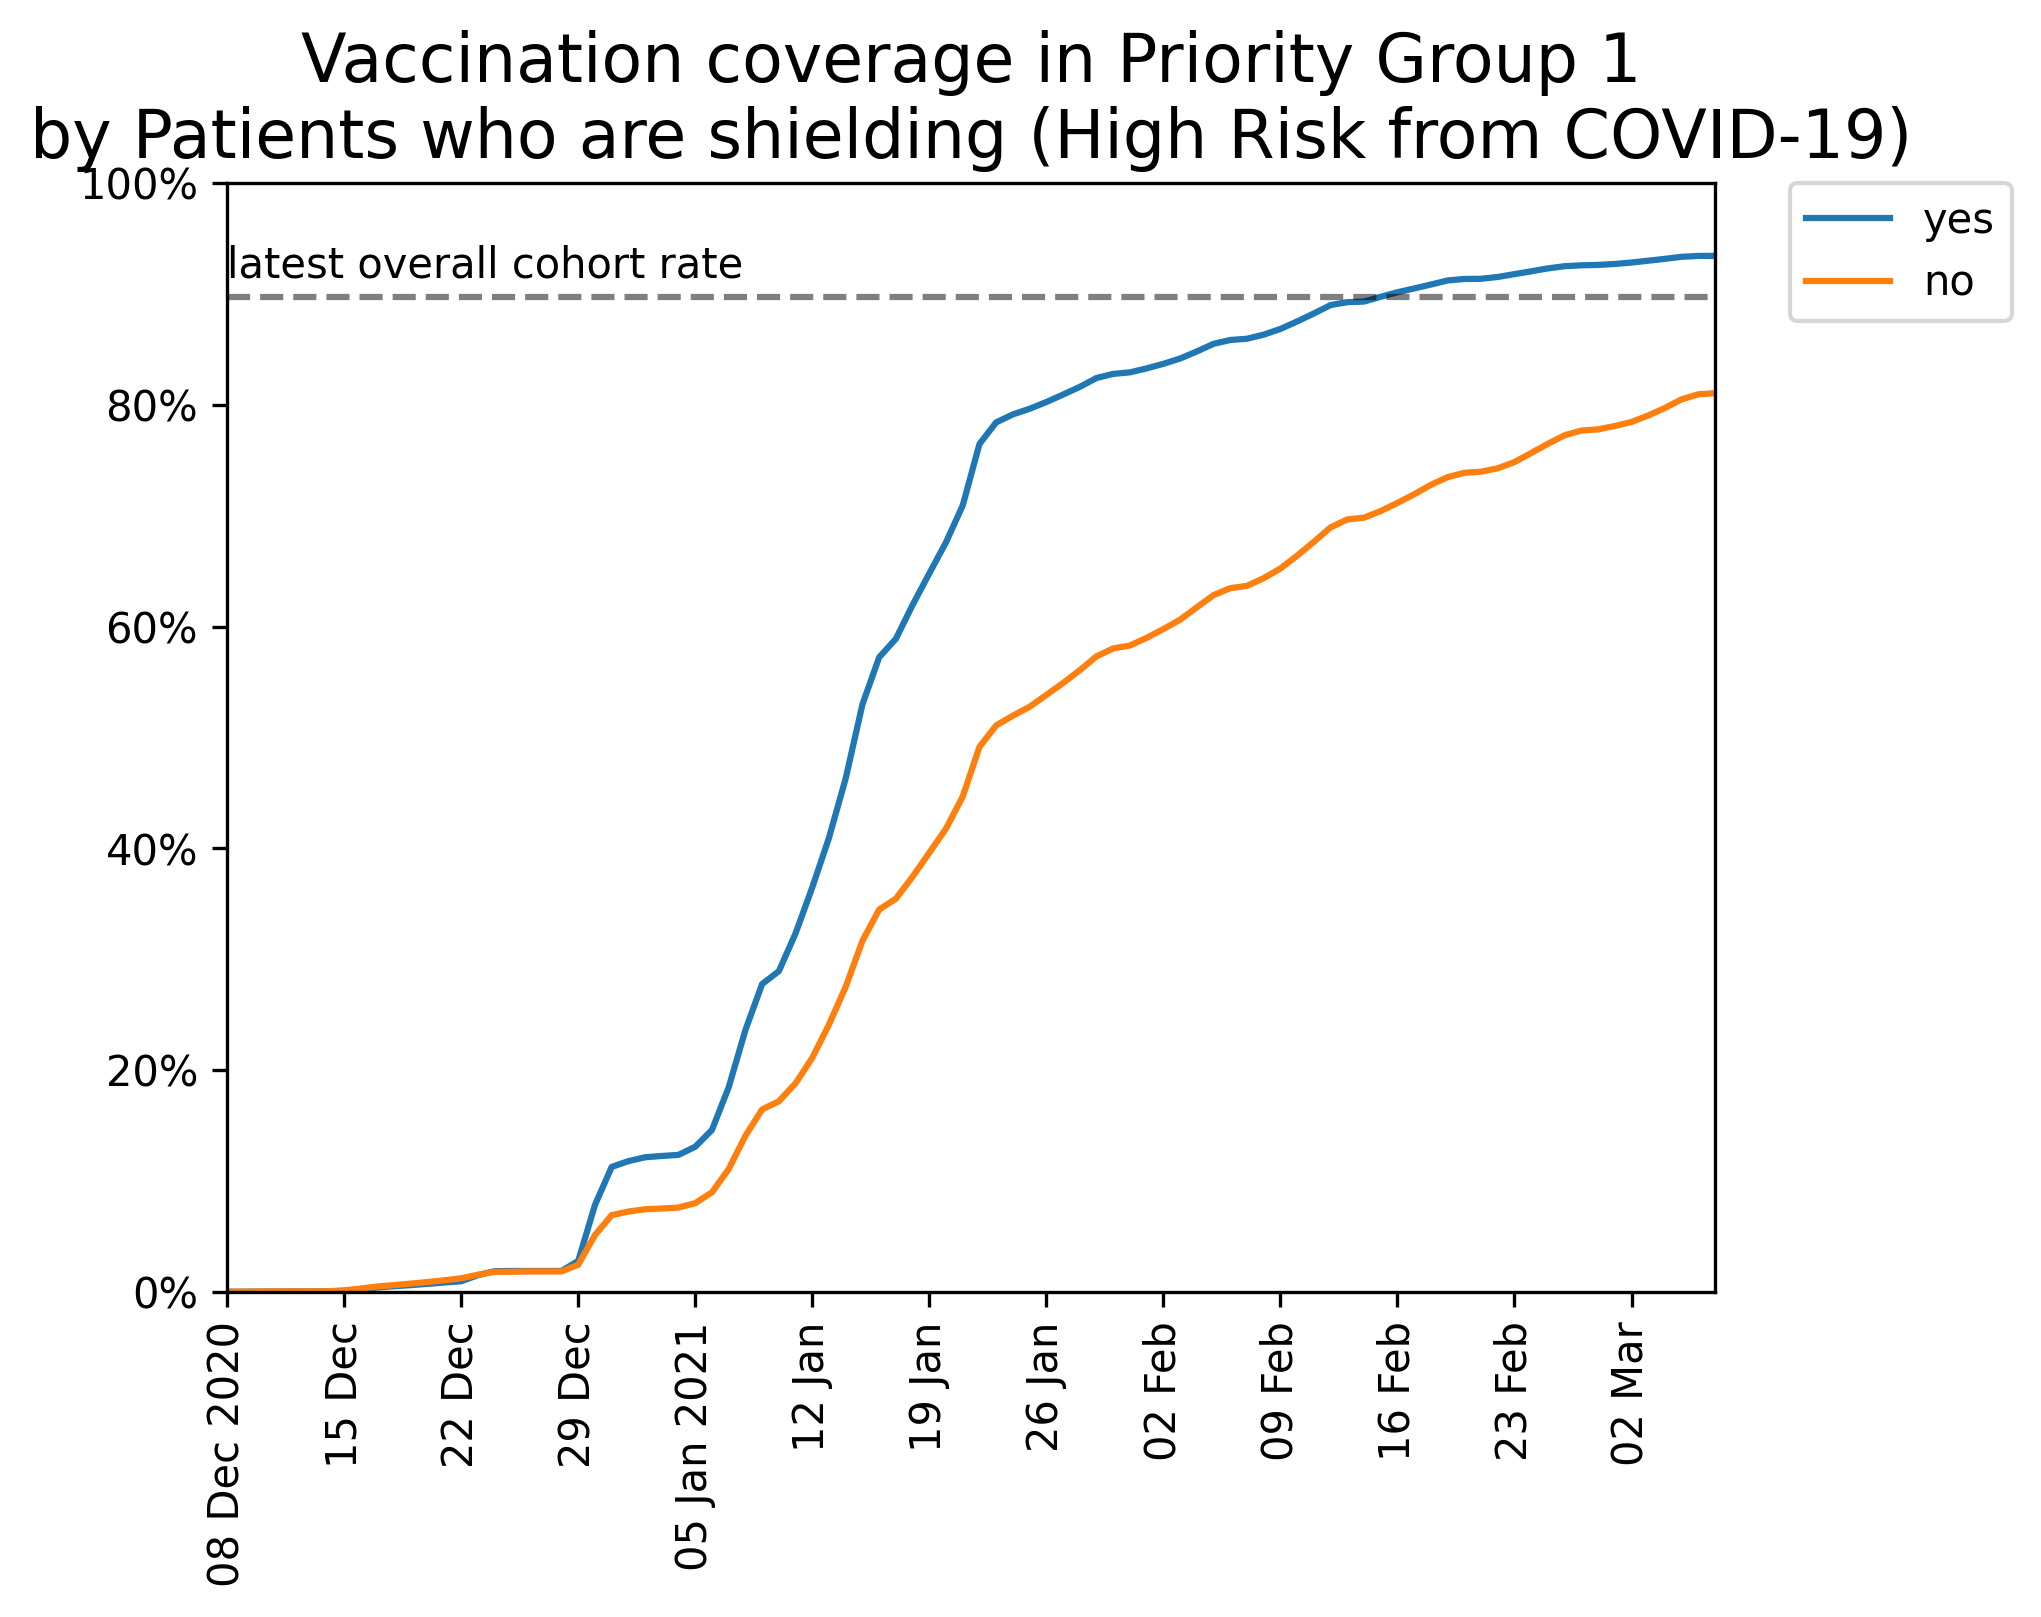 Vaccination coverage in Priority Group 1
by Patients who are shielding (High Risk from COVID-19)
100%
80%
60%
40%
20%
0%
latest overall cohort rate
yes
no
08 Dec 2020
15 Dec
22 Dec
29 Dec
05 Jan 2021
12 Jan
19 Jan
26 Jan
02 Feb
09 Feb
16 Feb
23 Feb
02 Mar